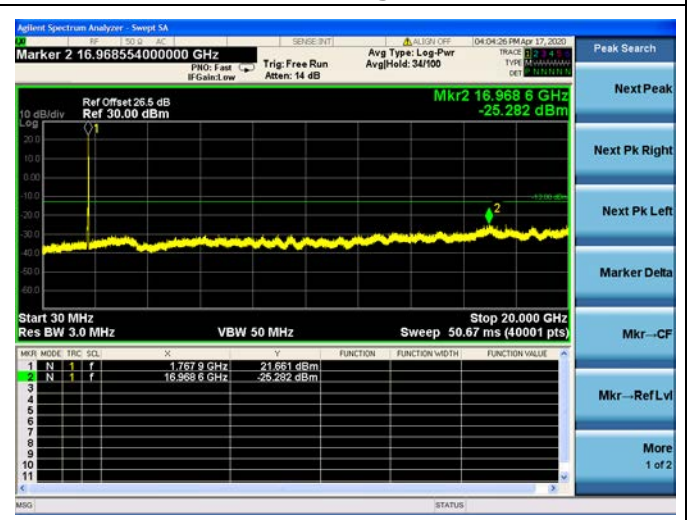 Agilent Spectrum Analyzer - Swept SA
RF 50 Ω AC SENSE:INT ALIGN OFF 04:04:26 PM Apr 17, 2020
Marker 2 16.968554000000 GHz
PNO: Fast
IFGain:Low
Trig: Free Run
Atten: 14 dB
Avg Type: Log-Pwr
Avg|Hold: 34/100
TRACE 1 2 3 4 5 6
TYPE M
DET P N N N N N
Peak Search
Mkr2 16.968 6 GHz
-25.282 dBm
Ref Offset 26.5 dB
10 dB/div Ref 30.00 dBm
Log
1
20.0
10.0
0.00
-10.0
-13.00 dBm
-20.0
2
-30.0
-40.0
-50.0
-60.0
Start 30 MHz Stop 20.000 GHz
Res BW 3.0 MHz VBW 50 MHz Sweep 50.67 ms (40001 pts)
MKR MODE TRC SCL X Y FUNCTION FUNCTION WIDTH FUNCTION VALUE
1 N 1 f 1.767 9 GHz 21.661 dBm
2 N 1 f 16.968 6 GHz -25.282 dBm
3
4
5
6
7
8
9
10
11
MSG STATUS
Next Peak
Next Pk Right
Next Pk Left
Marker Delta
Mkr→CF
Mkr→Ref Lvl
More
1 of 2